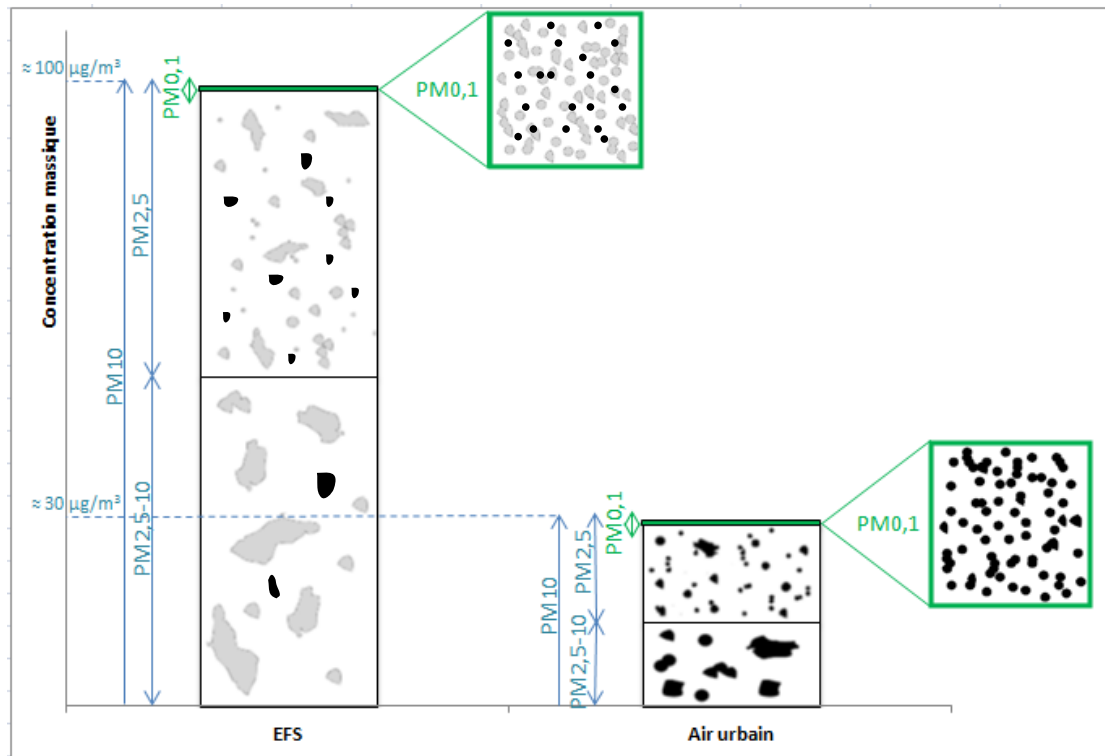 ≈ 100 µg/m³
PM0,1
PM0,1
Concentration massique
PM2,5
PM10
≈ 30 µg/m³
PM2,5-10
PM0,1
PM0,1
PM2,5
PM10
PM2,5-10
EFS
Air urbain